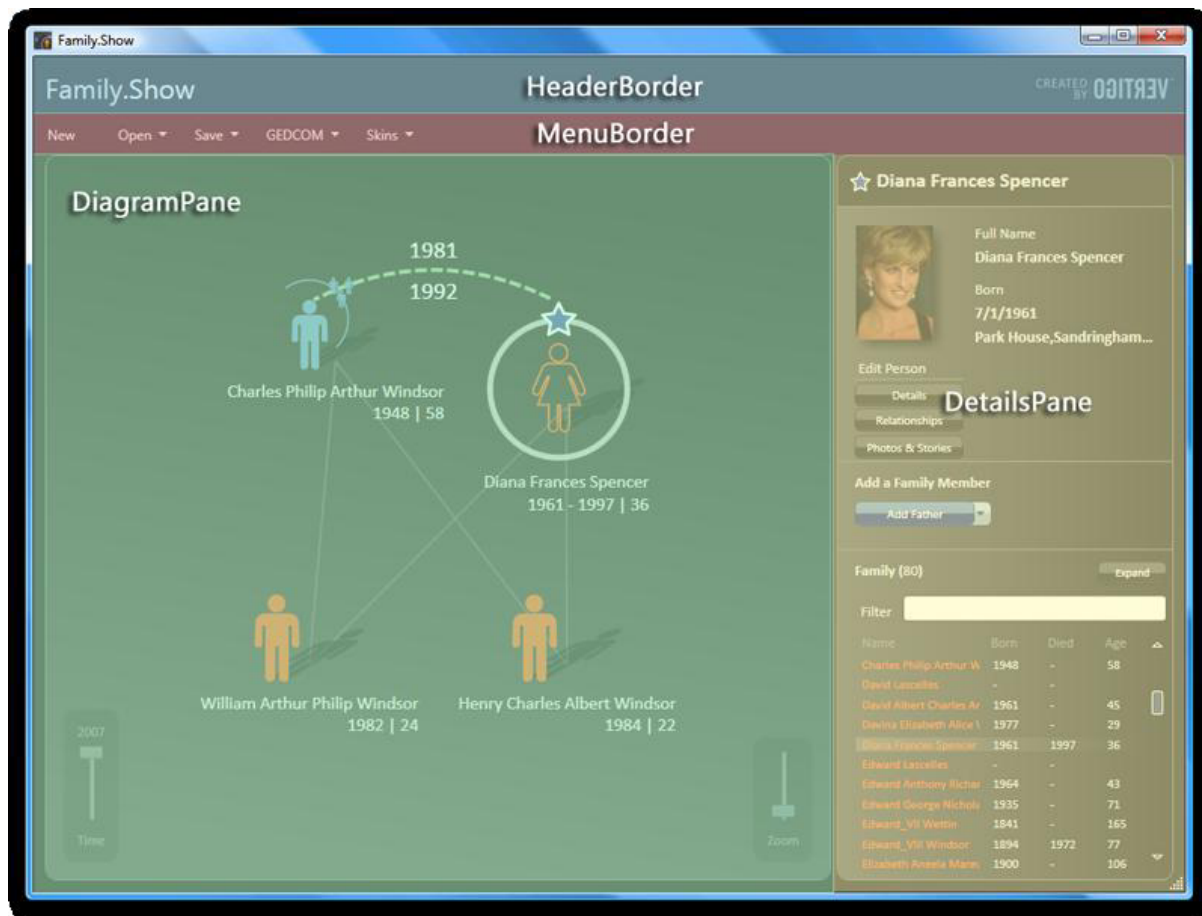 Family.Show
Family.Show
HeaderBorder
CREATED BY VERTIGO
New Open Save GEDCOM Skins
MenuBorder
DiagramPane
1981
1992
Charles Philip Arthur Windsor
1948 | 58
Diana Frances Spencer
1961 - 1997 | 36
William Arthur Philip Windsor
1982 | 24
Henry Charles Albert Windsor
1984 | 22
2007
Time
Zoom
Diana Frances Spencer
Full Name
Diana Frances Spencer
Born
7/1/1961
Park House,Sandringham...
Edit Person
Details
DetailsPane
Relationships
Photos & Stories
Add a Family Member
Add Father
Family (80)
Expand
Filter
Name Born Died Age
Charles Philip Arthur W 1948 - 58
David Lascelles - -
David Albert Charles Ar 1961 - 45
Davina Elizabeth Alice 1977 - 29
Diana Frances Spencer 1961 1997 36
Edward Lascelles - -
Edward Anthony Richar 1964 - 43
Edward George Nichola 1935 - 71
Edward_VII Wettin 1841 - 165
Edward_VIII Windsor 1894 1972 77
Elizabeth Angela 1900 - 106